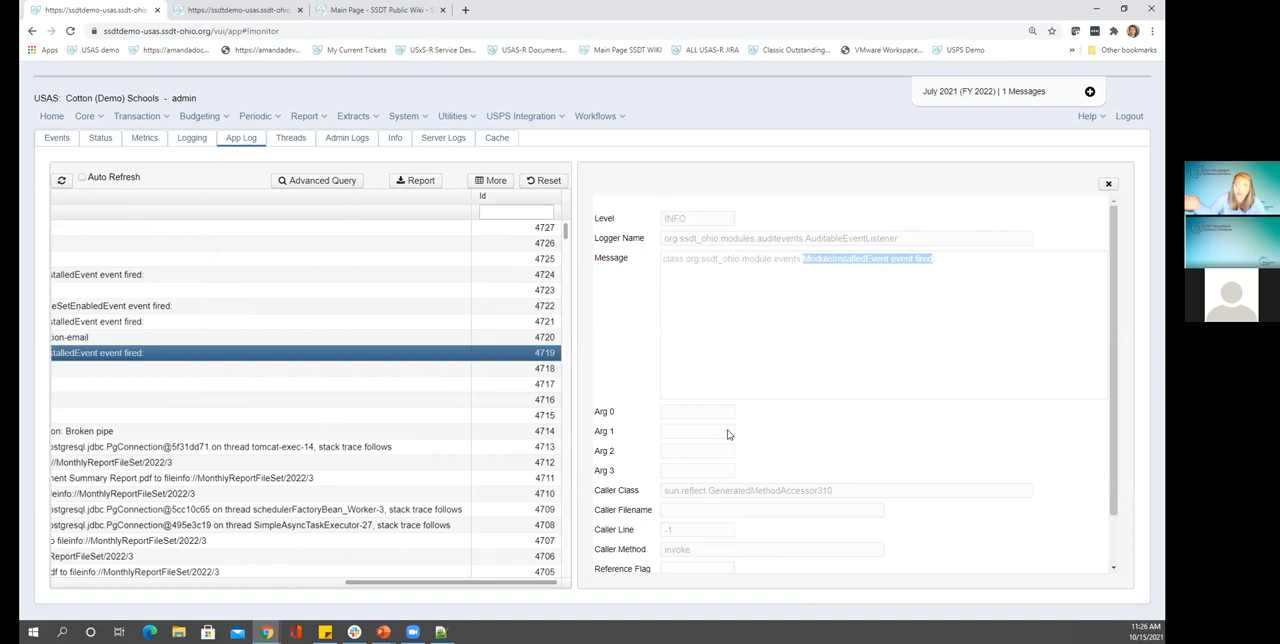 https://ssdtdemo-usas.ssdt-ohio. ×
https://ssdtdemo-usas.ssdt-ohio. ×
Main Page - SSDT Public Wiki - S ×
ssdtdemo-usas.ssdt-ohio.org/vui/app#!monitor
Apps
USAS demo
https://amandadoc...
https://amandadev...
My Current Tickets
USxS-R Service Des...
USAS-R Document...
Main Page SSDT WIKI
ALL USAS-R JIRA
Classic Outstanding...
VMware Workspace...
USPS Demo
»
Other bookmarks
USAS: Cotton (Demo) Schools - admin
July 2021 (FY 2022) | 1 Messages
Home
Core
Transaction
Budgeting
Periodic
Report
Extracts
System
Utilities
USPS Integration
Workflows
Help
Logout
Events
Status
Metrics
Logging
App Log
Threads
Admin Logs
Info
Server Logs
Cache
Auto Refresh
Advanced Query
Report
More
Reset
Id
4727
4726
4725
stalledEvent event fired: 4724
4723
eSetEnabledEvent event fired: 4722
stalledEvent event fired: 4721
tion-email 4720
stalledEvent event fired: 4719
4718
4717
4716
4715
on: Broken pipe 4714
ostgresql.jdbc.PgConnection@5f31dd71 on thread tomcat-exec-14, stack trace follows 4713
://MonthlyReportFileSet/2022/3 4712
ment Summary Report.pdf to fileinfo://MonthlyReportFileSet/2022/3 4711
einfo://MonthlyReportFileSet/2022/3 4710
ostgresql.jdbc.PgConnection@5cc10c65 on thread schedulerFactoryBean_Worker-3, stack trace follows 4709
ostgresql.jdbc.PgConnection@495e3c19 on thread SimpleAsyncTaskExecutor-27, stack trace follows 4708
o fileinfo://MonthlyReportFileSet/2022/3 4707
ReportFileSet/2022/3 4706
pdf to fileinfo://MonthlyReportFileSet/2022/3 4705
Level INFO
Logger Name org.ssdt_ohio.modules.auditevents.AuditableEventListener
Message class org.ssdt_ohio.module.events.ModuleInstalledEvent event fired
Arg 0
Arg 1
Arg 2
Arg 3
Caller Class sun.reflect.GeneratedMethodAccessor310
Caller Filename
Caller Line -1
Caller Method invoke
Reference Flag
11:26 AM
10/15/2021